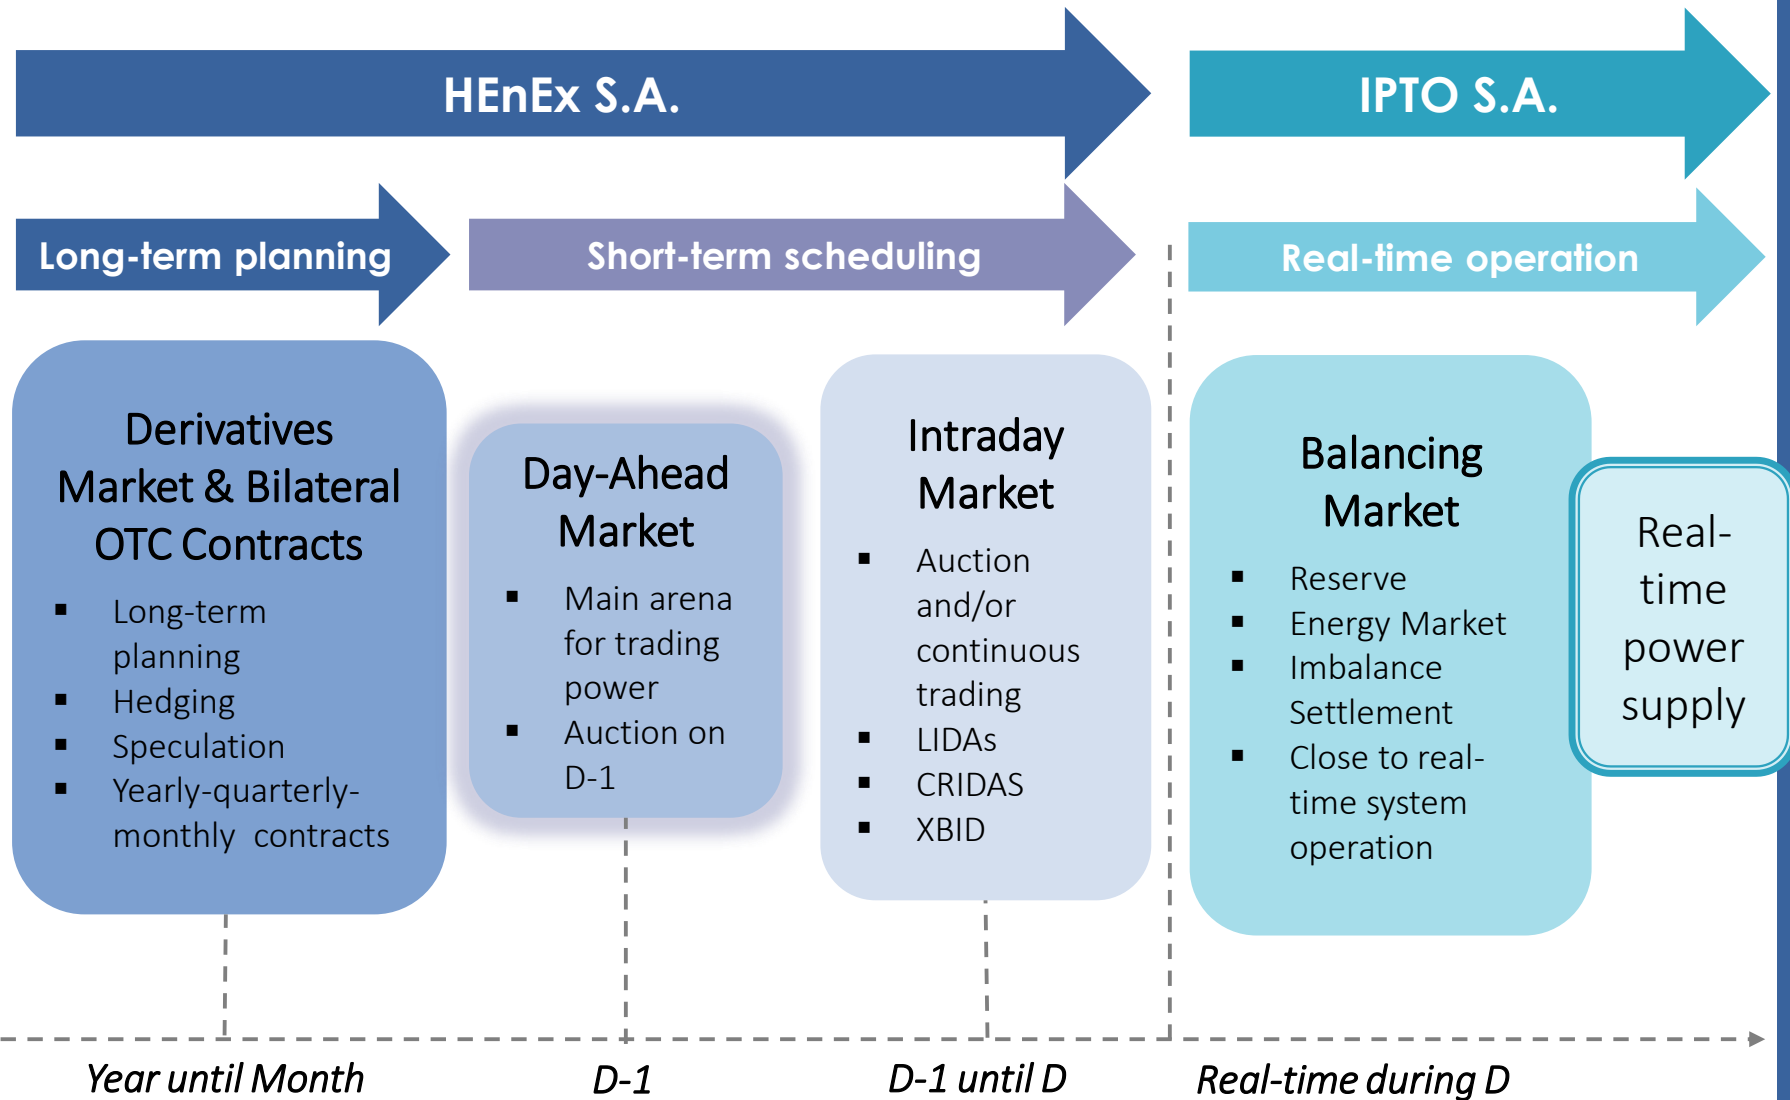 HEnEx S.A.
IPTO S.A.
Long-term planning
Short-term scheduling
Real-time operation
Derivatives
Market & Bilateral
OTC Contracts
▪ Long-term
planning
▪ Hedging
▪ Speculation
▪ Yearly-quarterly-
monthly contracts
Day-Ahead
Market
▪ Main arena
for trading
power
▪ Auction on
D-1
Intraday
Market
▪ Auction
and/or
continuous
trading
▪ LIDAs
▪ CRIDAS
▪ XBID
Balancing
Market
▪ Reserve
▪ Energy Market
▪ Imbalance
Settlement
▪ Close to real-
time system
operation
Real-
time
power
supply
Year until Month
D-1
D-1 until D
Real-time during D